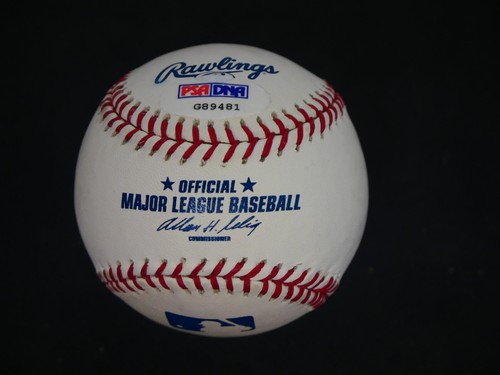 Rawlings
PSA DNA
G89481
★ OFFICIAL ★
MAJOR LEAGUE BASEBALL
Allan H. Selig
COMMISSIONER